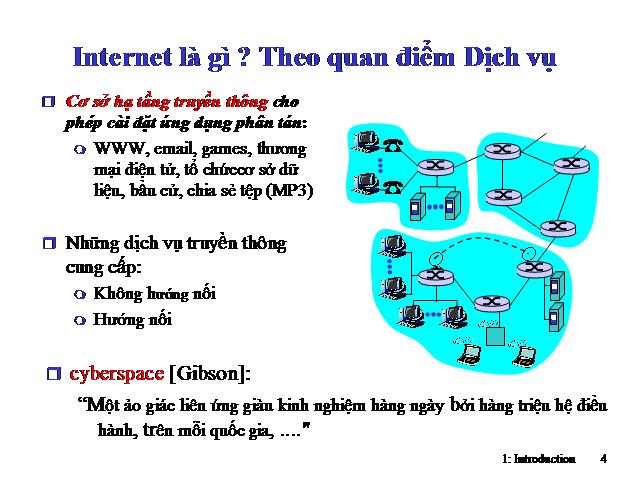 Internet là gì ? Theo quan điểm Dịch vụ
Cơ sở hạ tầng truyền thông cho
phép cài đặt ứng dụng phân tán:
WWW, email, games, thương
mại điện tử, tổ chứccơ sở dữ
liệu, bầu cử, chia sẻ tệp (MP3)
Những dịch vụ truyền thông
cung cấp:
Không hướng nối
Hướng nối
cyberspace [Gibson]:
“Một ảo giác liên ứng giàu kinh nghiệm hàng ngày bởi hàng triệu hệ điều
hành, trên mỗi quốc gia, ...."
1: Introduction 4